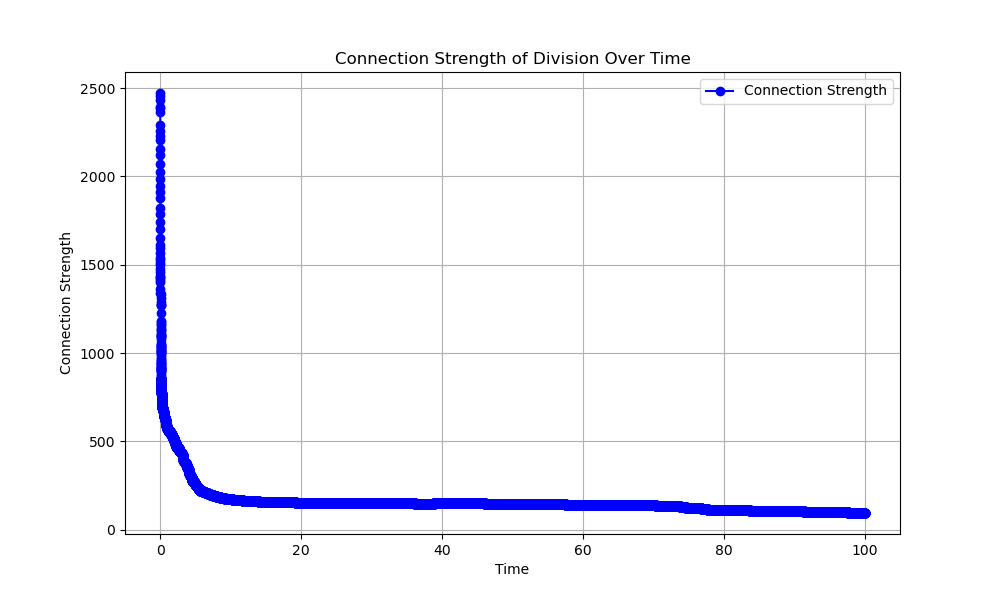 Connection Strength of Division Over Time
Connection Strength
2500
2000
1500
1000
500
0
Connection Strength
0 20 40 60 80 100
Time